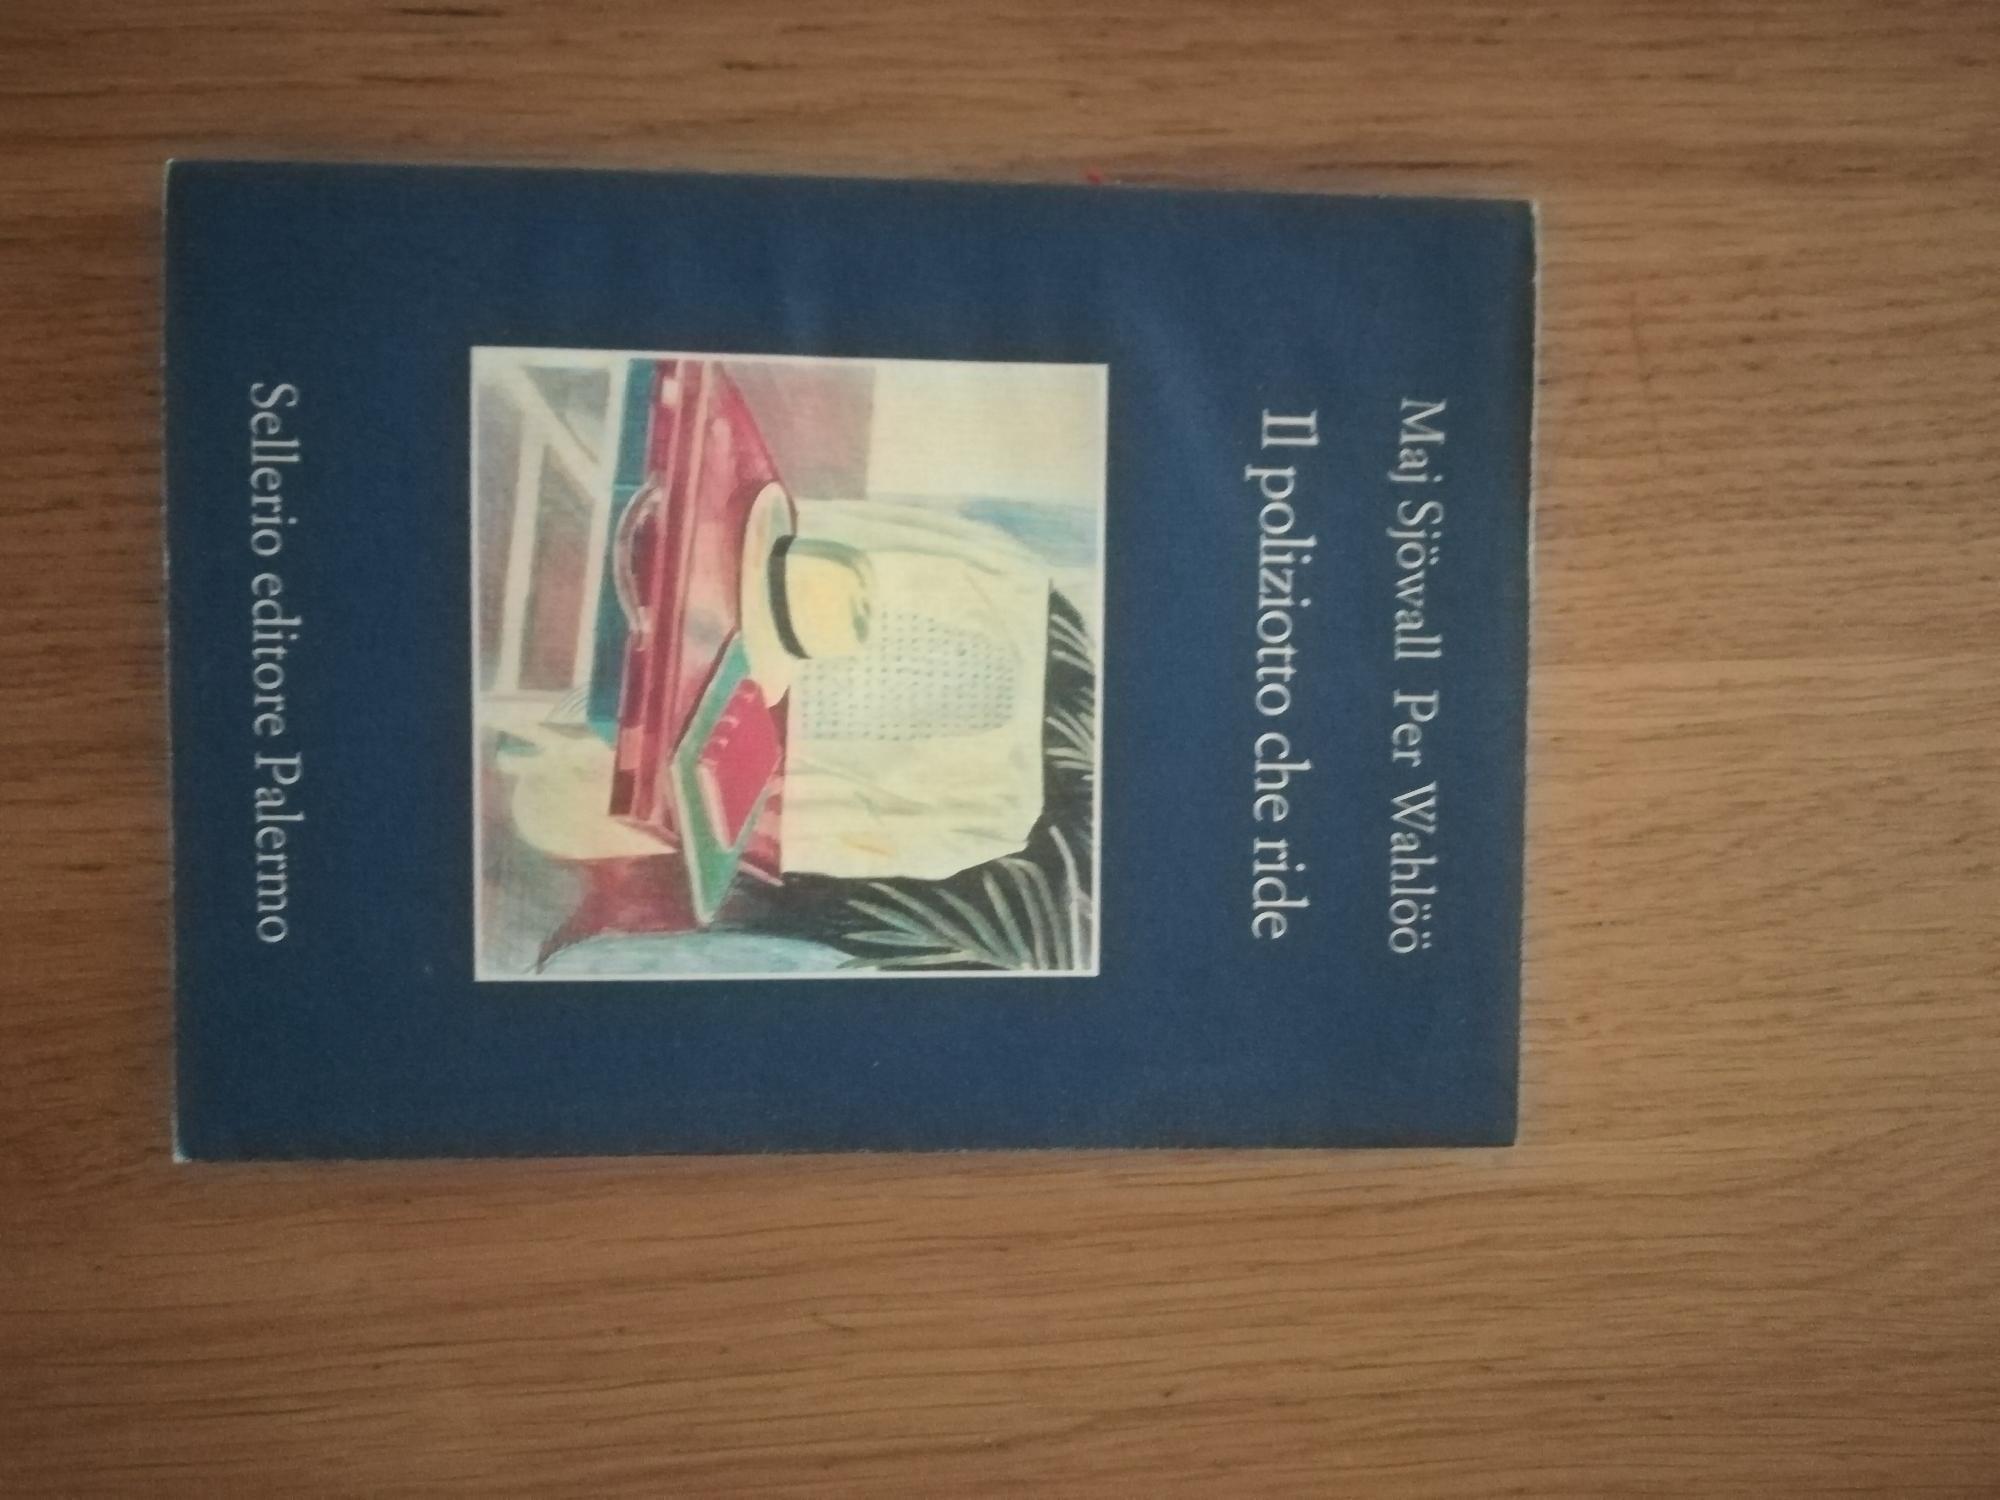 Maj Sjöwall Per Wahlöö
Il poliziotto che ride
Sellerio editore Palermo